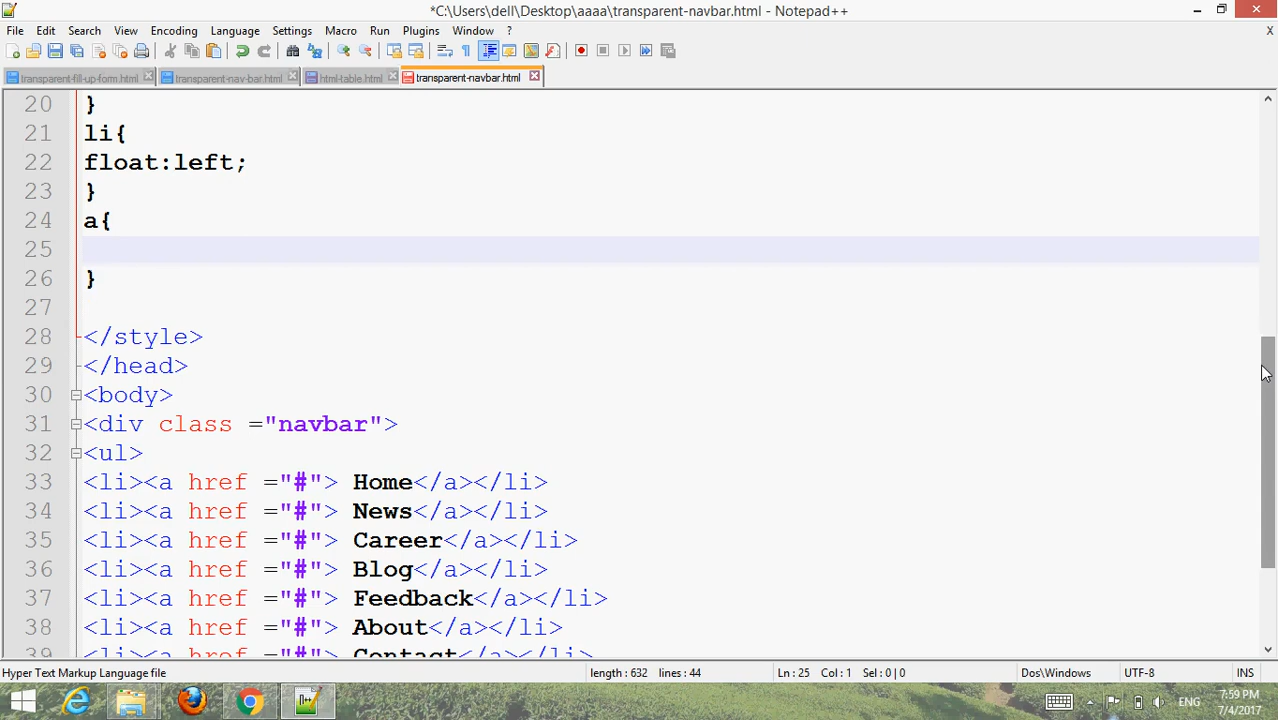 *C:\Users\dell\Desktop\aaaa\transparent-navbar.html - Notepad++
File Edit Search View Encoding Language Settings Macro Run Plugins Window ? X
transparent-fill-up-form.html transparent-nav-bar.html html-table.html transparent-navbar.html
20 }
21 li{
22 float:left;
23 }
24 a{
25
26 }
27
28 </style>
29 </head>
30 <body>
31 <div class ="navbar">
32 <ul>
33 <li><a href ="#"> Home</a></li>
34 <li><a href ="#"> News</a></li>
35 <li><a href ="#"> Career</a></li>
36 <li><a href ="#"> Blog</a></li>
37 <li><a href ="#"> Feedback</a></li>
38 <li><a href ="#"> About</a></li>
39 <li><a href ="#"> Contact</a></li>
Hyper Text Markup Language file length : 632 lines : 44 Ln : 25 Col : 1 Sel : 0 | 0 Dos\Windows UTF-8 INS
ENG 7:59 PM
7/4/2017